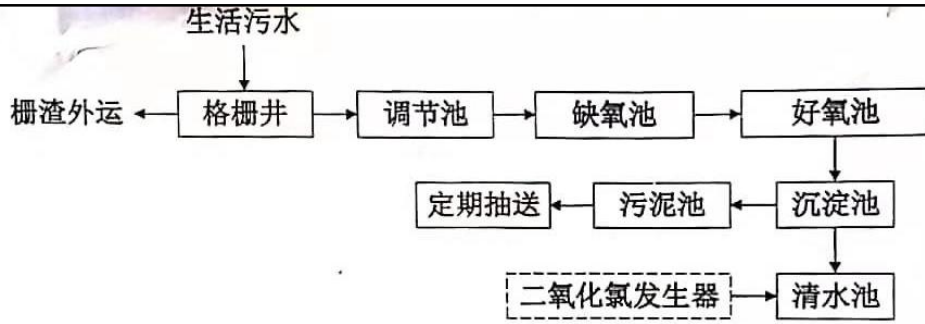 生活污水
栅渣外运 格栅井 调节池 缺氧池 好氧池
定期抽送 污泥池 沉淀池
二氧化氯发生器 清水池